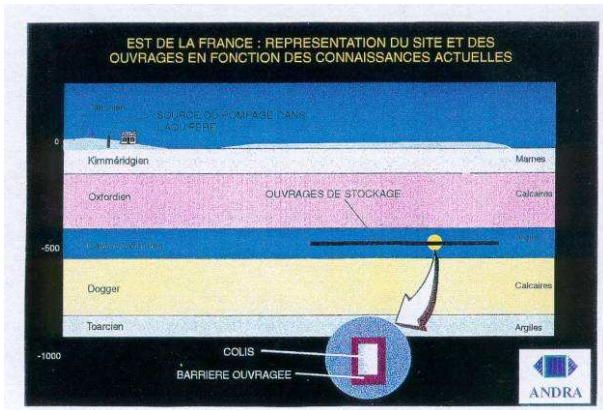 EST DE LA FRANCE : REPRESENTATION DU SITE ET DES
OUVRAGES EN FONCTION DES CONNAISSANCES ACTUELLES
SOURCE OU POMPAGE DANS
L'AQUIFERE
0
Kimméridgien
Marnes
Oxfordien
Calcaires
OUVRAGES DE STOCKAGE
-500
Argiles
Dogger
Calcaires
Toarcien
Argiles
-1000
COLIS
BARRIERE OUVRAGEE
ANDRA